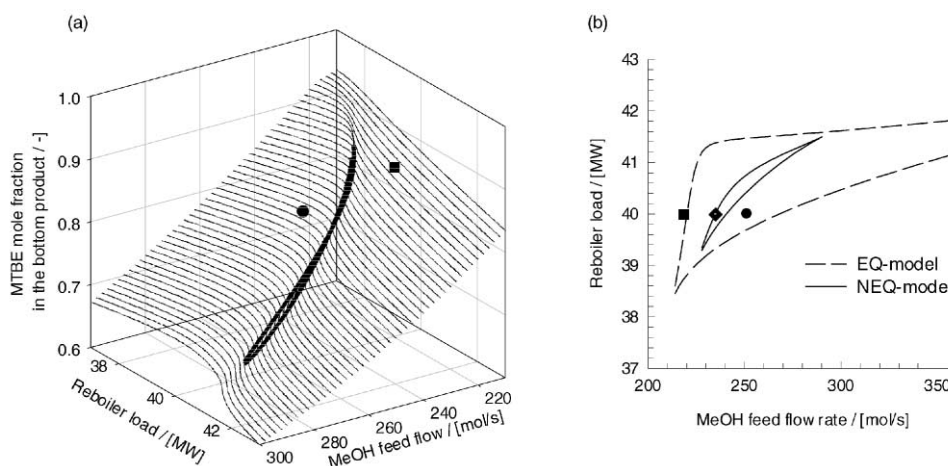 (a)
1.0
0.9
0.8
0.7
0.6
MTBE mole fraction
in the bottom product / -]
38
40
42
Reboiler load / [MW]
300
280
260
240
220
MeOH feed flow / [mol/s]
(b)
43
42
41
40
39
38
37
Reboiler load / [MW]
EQ-model
NEQ-mode
200
250
300
350
MeOH feed flow rate / [mol/s]